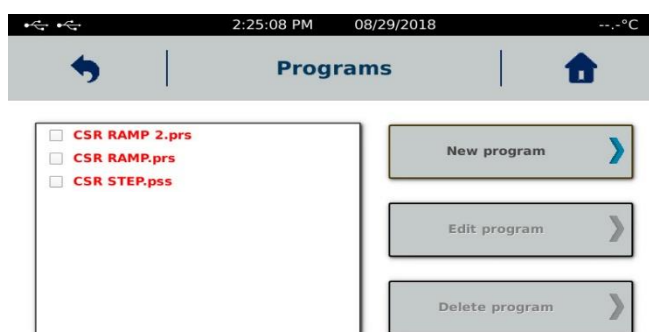 2:25:08 PM 08/29/2018 --.-°C
Programs
CSR RAMP 2.prs
CSR RAMP.prs
CSR STEP.pss
New program
Edit program
Delete program